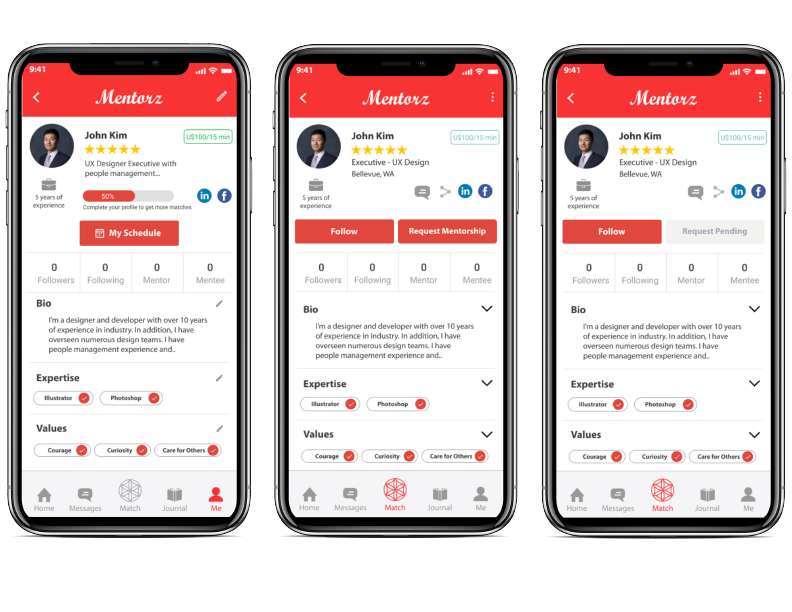 9:41
Mentorz
John Kim
U$100/15 min
UX Designer Executive with
people management...
5 years of
experience
50%
Complete your profile to get more matches
in f
My Schedule
0 0 0 0
Followers Following Mentor Mentee
Bio
I'm a designer and developer with over 10 years
of experience in industry. In addition, I have
overseen numerous design teams. I have
people management experience and..
Expertise
Illustrator Photoshop
Values
Courage Curiosity Care for Others
Home Messages Match Journal Me
9:41
Mentorz
John Kim
U$100/15 min
Executive - UX Design
Bellevue, WA
5 years of
experience
in f
Follow Request Mentorship
0 0 0 0
Followers Following Mentor Mentee
Bio
I'm a designer and developer with over 10 years
of experience in industry. In addition, I have
overseen numerous design teams. I have
people management experience and..
Expertise
Illustrator Photoshop
Values
Courage Curiosity Care for Others
Home Messages Match Journal Me
9:41
Mentorz
John Kim
U$100/15 min
Executive - UX Design
Bellevue, WA
5 years of
experience
in f
Follow Request Pending
0 0 0 0
Followers Following Mentor Mentee
Bio
I'm a designer and developer with over 10 years
of experience in industry. In addition, I have
overseen numerous design teams. I have
people management experience and..
Expertise
Illustrator Photoshop
Values
Courage Curiosity Care for Others
Home Messages Match Journal Me